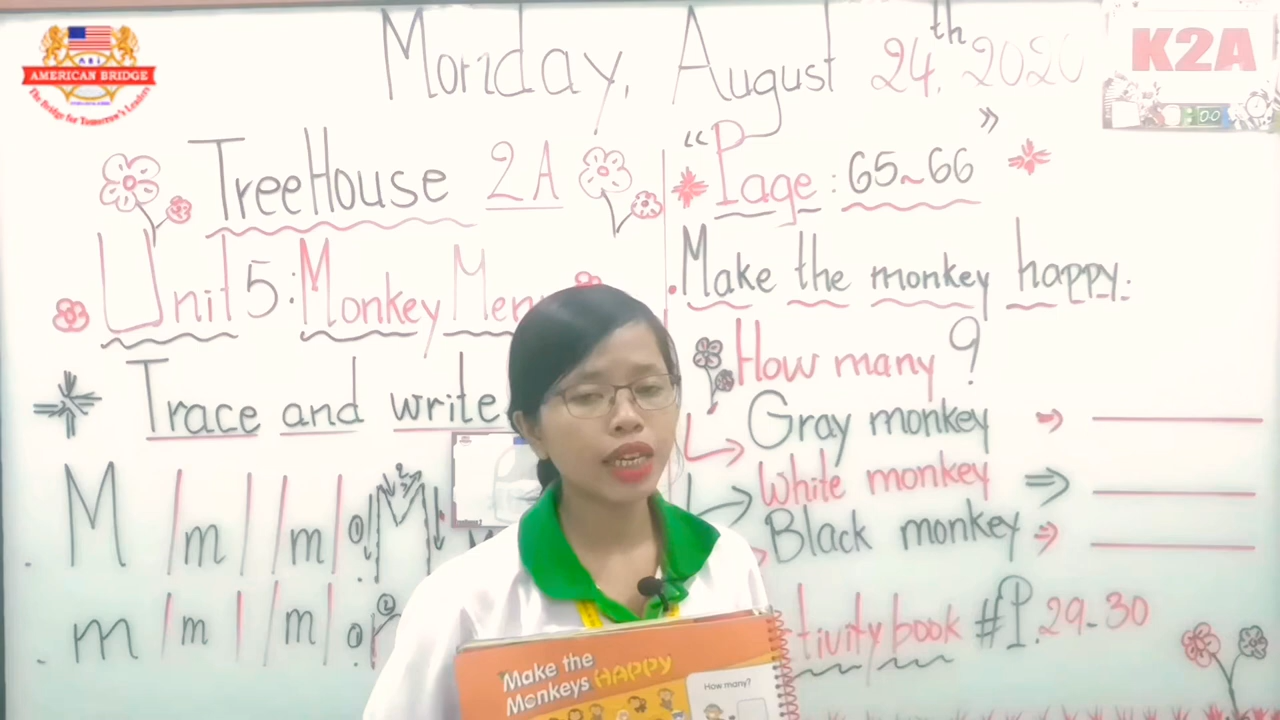 AMERICAN BRIDGE
The Bridge for Tomorrow's Leaders
Monday, August 24th, 2020
K2A
TreeHouse 2A
Unit 5: Monkey
Trace and write
M m m
m m m
"Page: 65~66"
.Make the monkey happy.
How many?
Gray monkey
White monkey
Black monkey
book #P.29-30
Make the
Monkeys HAPPY
How many?